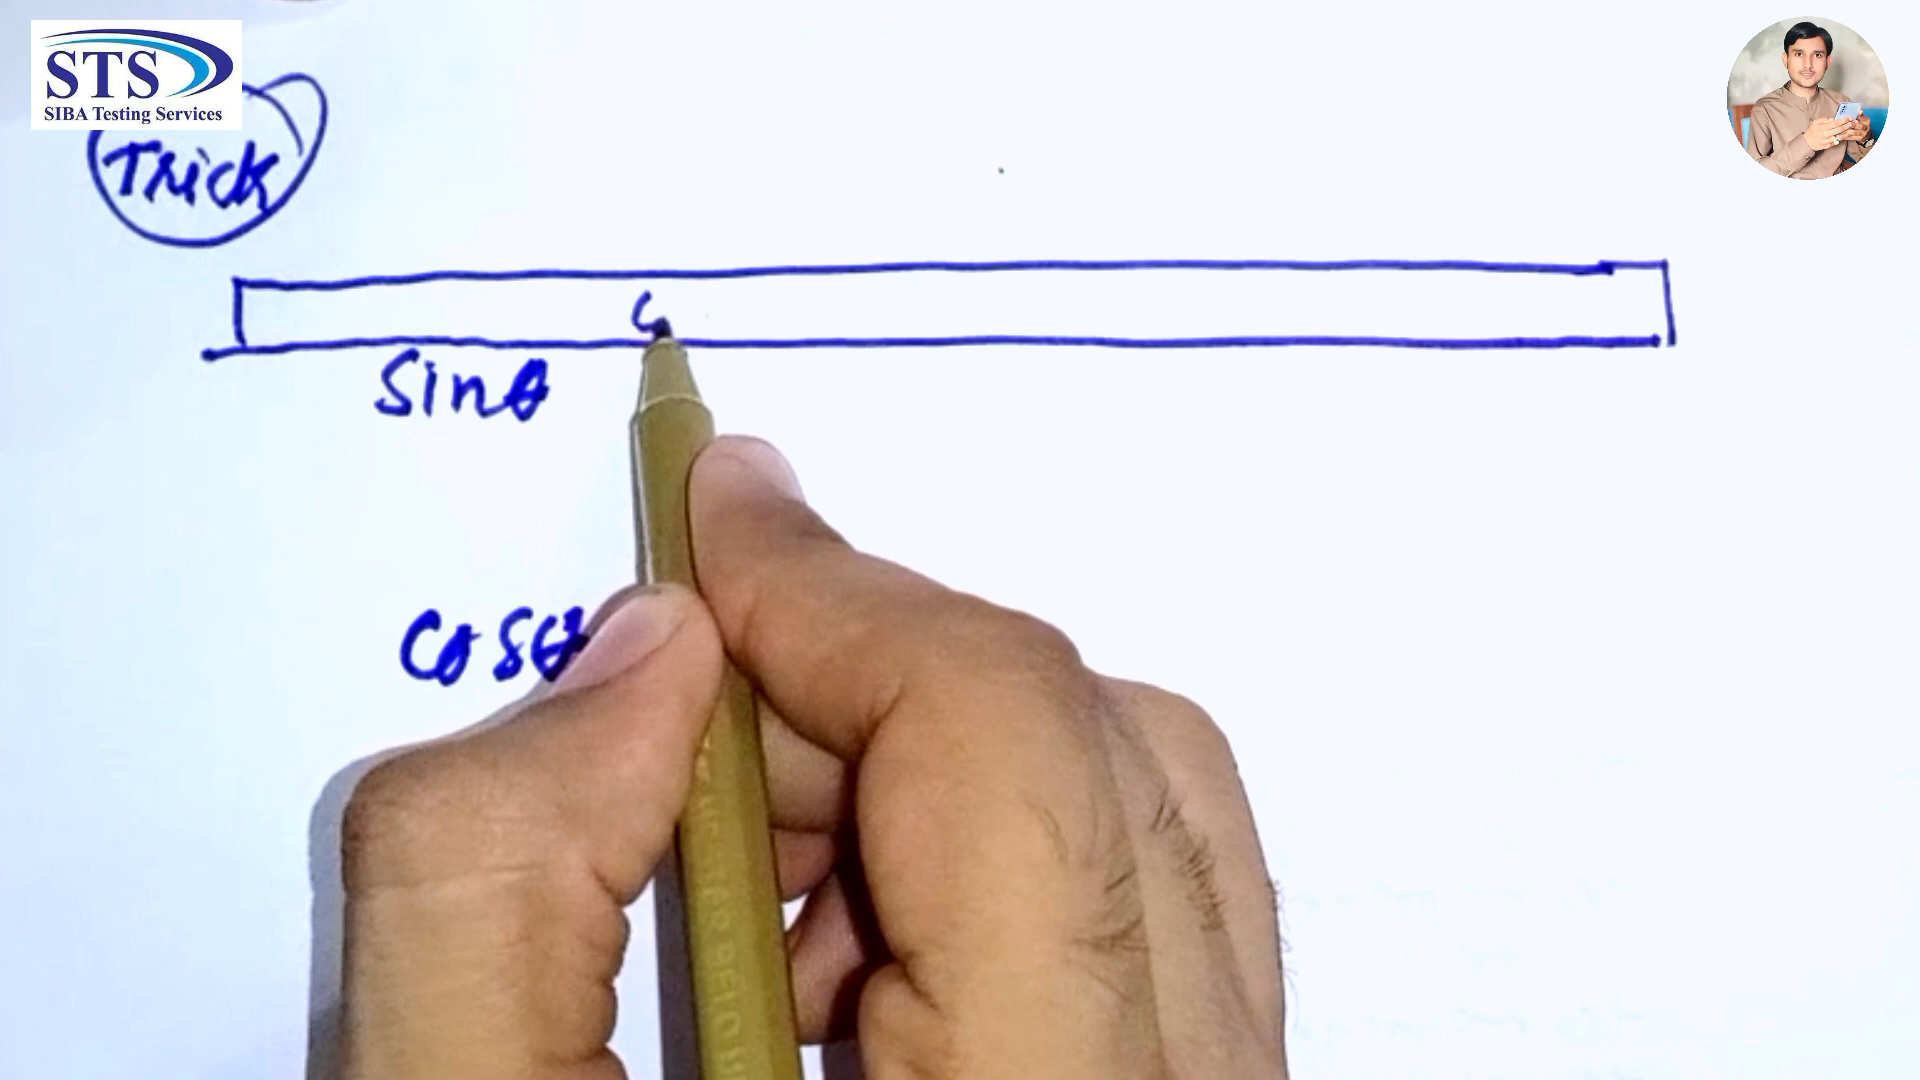 STS
SIBA Testing Services
Trick
Sinθ
Cosθ